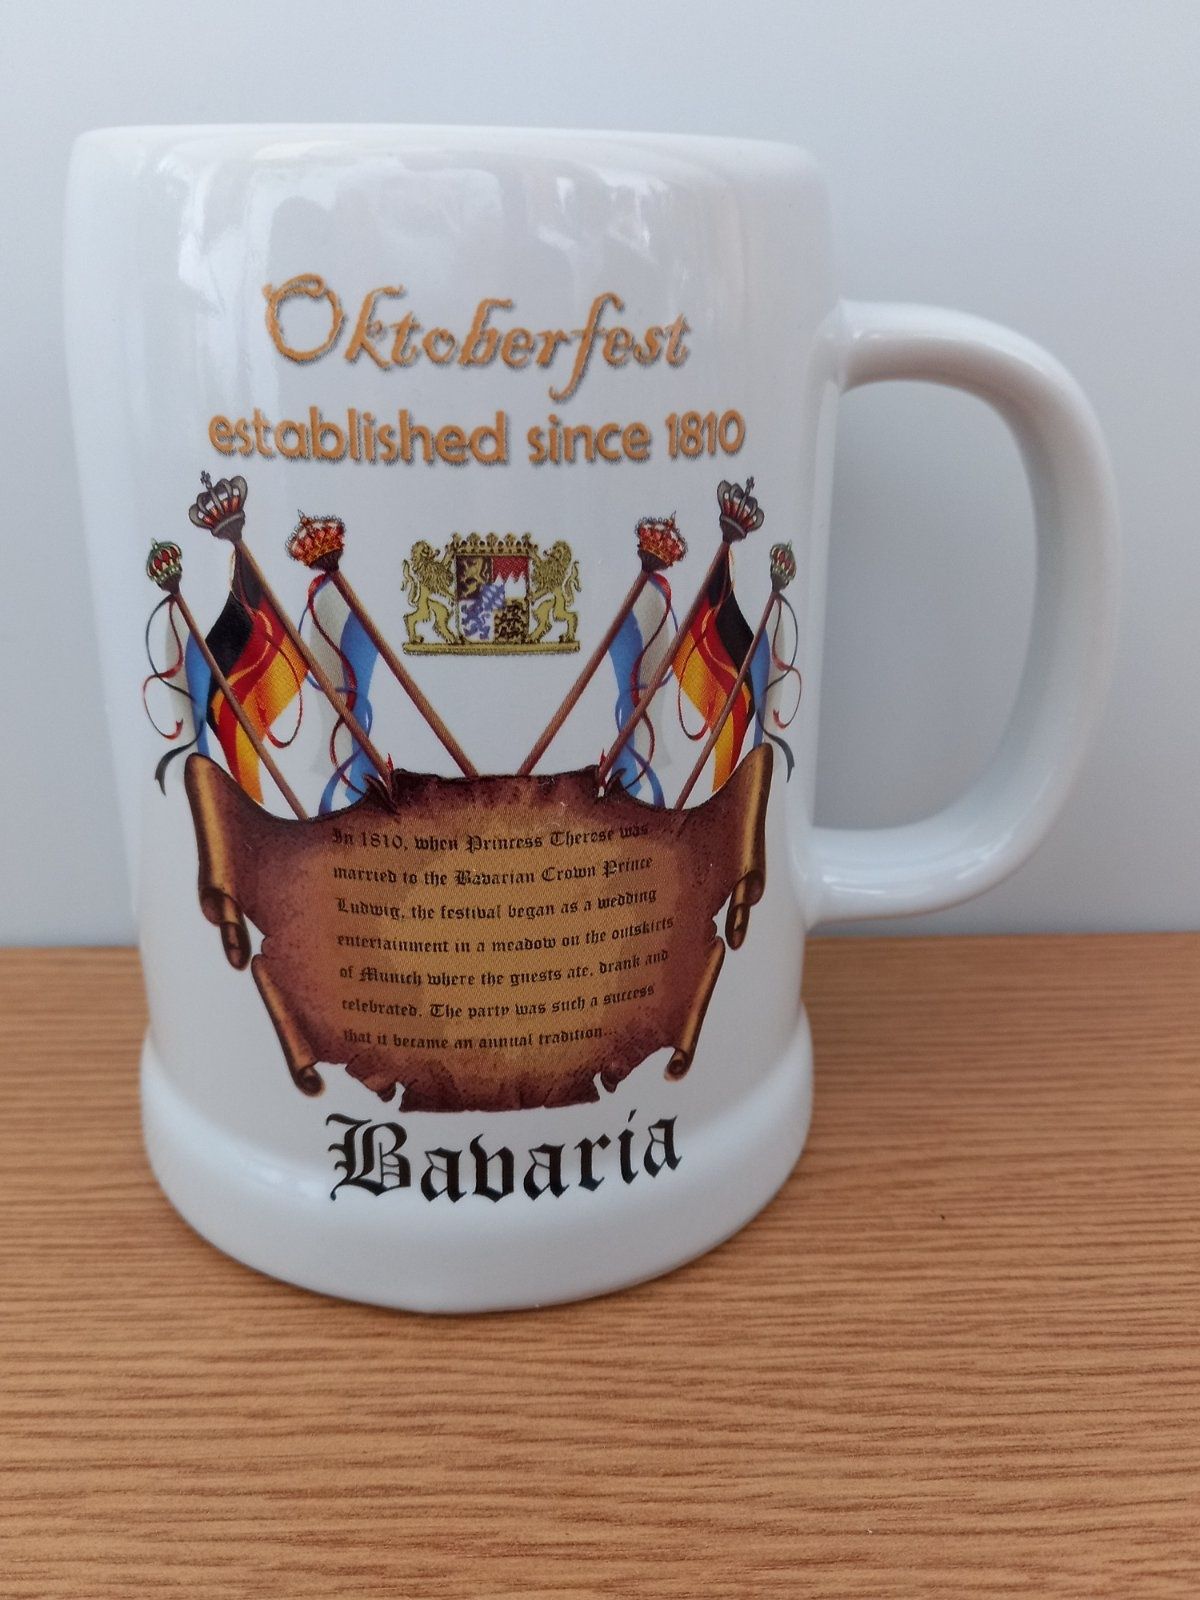 Oktoberfest
established since 1810
In 1810, when Princess Therese was
married to the Bavarian Crown Prince
Ludwig, the festival began as a wedding
entertainment in a meadow on the outskirts
of Munich where the guests ate, drank and
celebrated. The party was such a success
that it became an annual tradition...
Bavaria